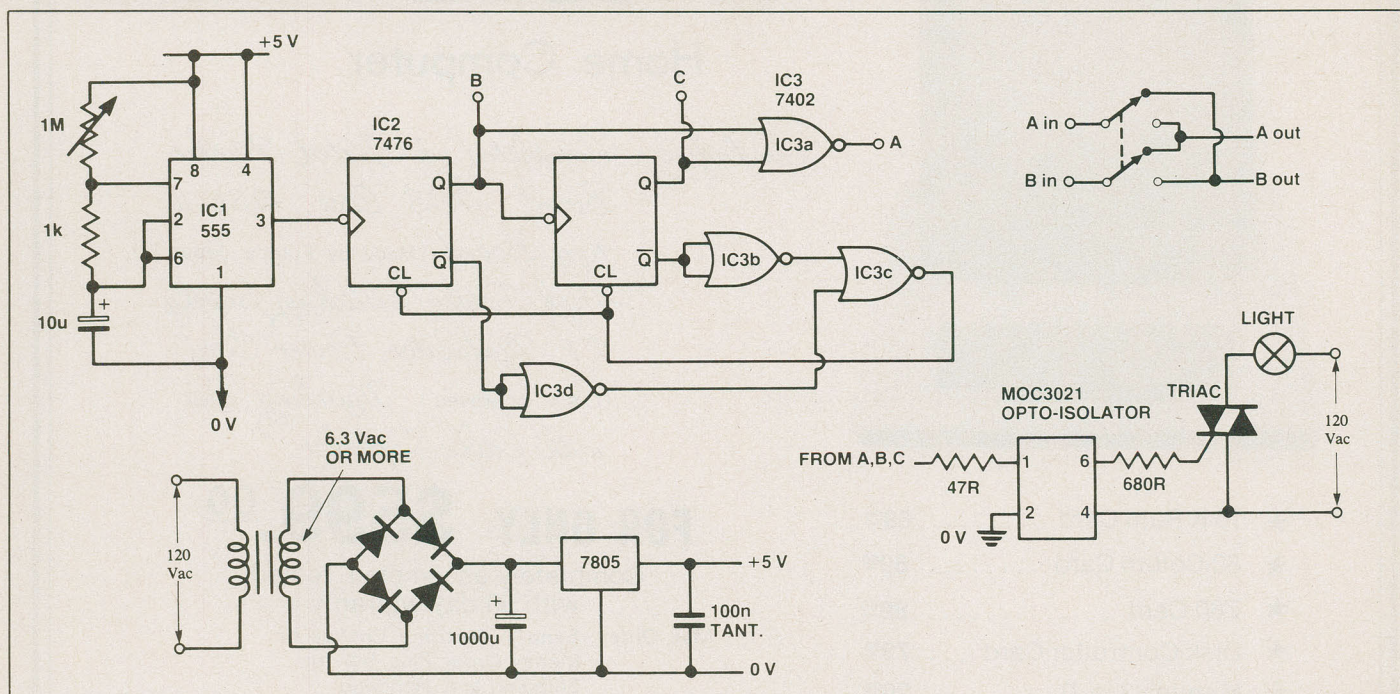 +5 V
1M
1k
10u
+
8
4
7
2
6
3
1
IC1
555
0 V
IC2
7476
Q
Q
CL
B
Q
Q
CL
C
IC3
7402
IC3a
A
IC3b
IC3c
IC3d
A in
B in
A out
B out
LIGHT
TRIAC
MOC3021
OPTO-ISOLATOR
FROM A,B,C
47R
1
2
6
4
680R
0 V
120
Vac
6.3 Vac
OR MORE
120
Vac
+
1000u
7805
+5 V
100n
TANT.
0 V